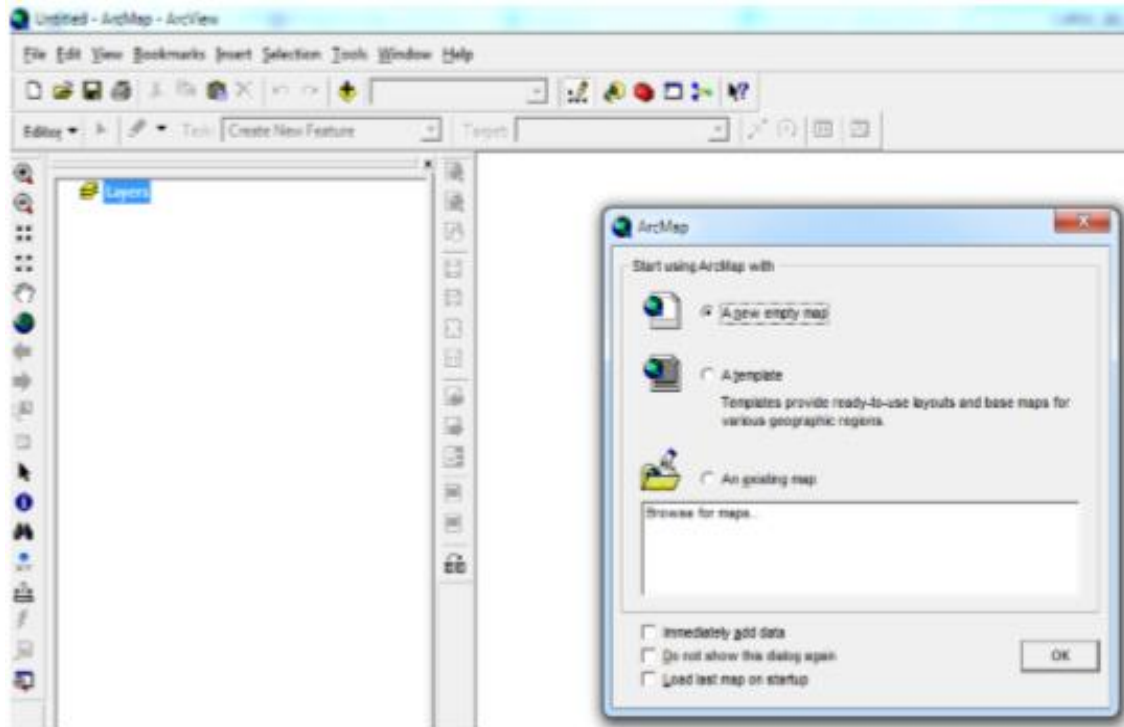 Untitled - ArcMap - ArcView
File Edit View Bookmarks Insert Selection Tools Window Help
Editor Task: Create New Feature Target:
Layers
ArcMap
Start using ArcMap with
A new empty map
A template
Templates provide ready-to-use layouts and base maps for
various geographic regions.
An existing map
Browse for maps...
Immediately add data
Do not show this dialog again
Load last map on startup
OK